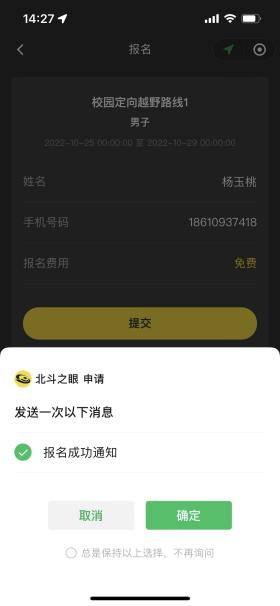 14:27
报名
校园定向越野路线1
男子
2022-10-25 00:00:00 至 2022-10-29 00:00:00
姓名 杨玉桃
手机号码 18610937418
报名费用 免费
提交
北斗之眼 申请
发送一次以下消息
报名成功通知
取消 确定
总是保持以上选择，不再询问